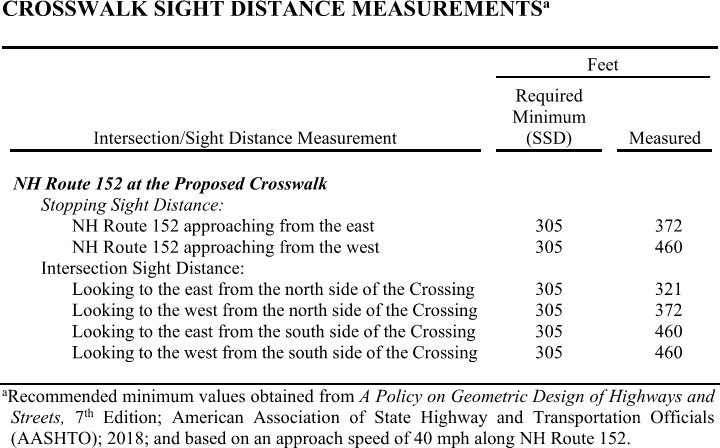 CROSSWALK SIGHT DISTANCE MEASUREMENTSᵃ
Feet
Required
Minimum
Intersection/Sight Distance Measurement (SSD) Measured
NH Route 152 at the Proposed Crosswalk
Stopping Sight Distance:
NH Route 152 approaching from the east 305 372
NH Route 152 approaching from the west 305 460
Intersection Sight Distance:
Looking to the east from the north side of the Crossing 305 321
Looking to the west from the north side of the Crossing 305 372
Looking to the east from the south side of the Crossing 305 460
Looking to the west from the south side of the Crossing 305 460
ᵃRecommended minimum values obtained from A Policy on Geometric Design of Highways and
Streets, 7th Edition; American Association of State Highway and Transportation Officials
(AASHTO); 2018; and based on an approach speed of 40 mph along NH Route 152.